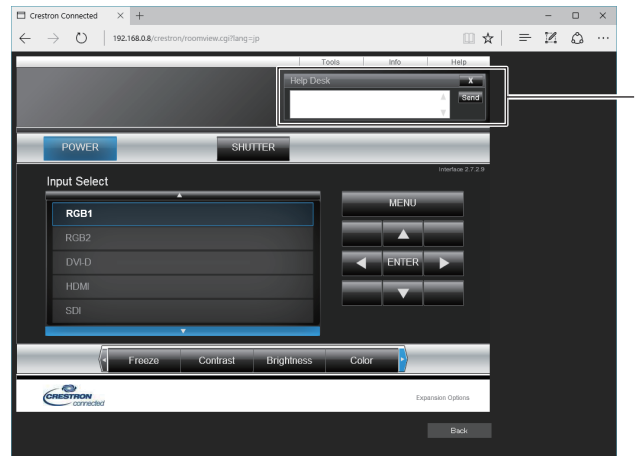 Crestron Connected
192.168.0.8/crestron/roomview.cgi?lang=jp
Tools Info Help
Help Desk X
Send
POWER SHUTTER
Interface 2.7.2.9
Input Select
MENU
RGB1
RGB2
DVI-D
ENTER
HDMI
SDI
Freeze Contrast Brightness Color
CRESTRON
connected
Expansion Options
Back